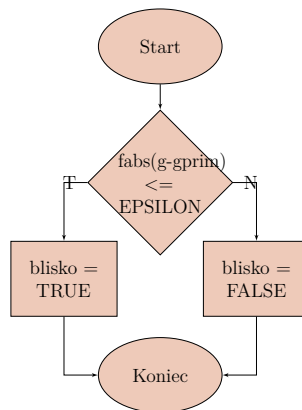 Start
fabs(g-gprim)
<=
EPSILON
T
N
blisko =
TRUE
blisko =
FALSE
Koniec